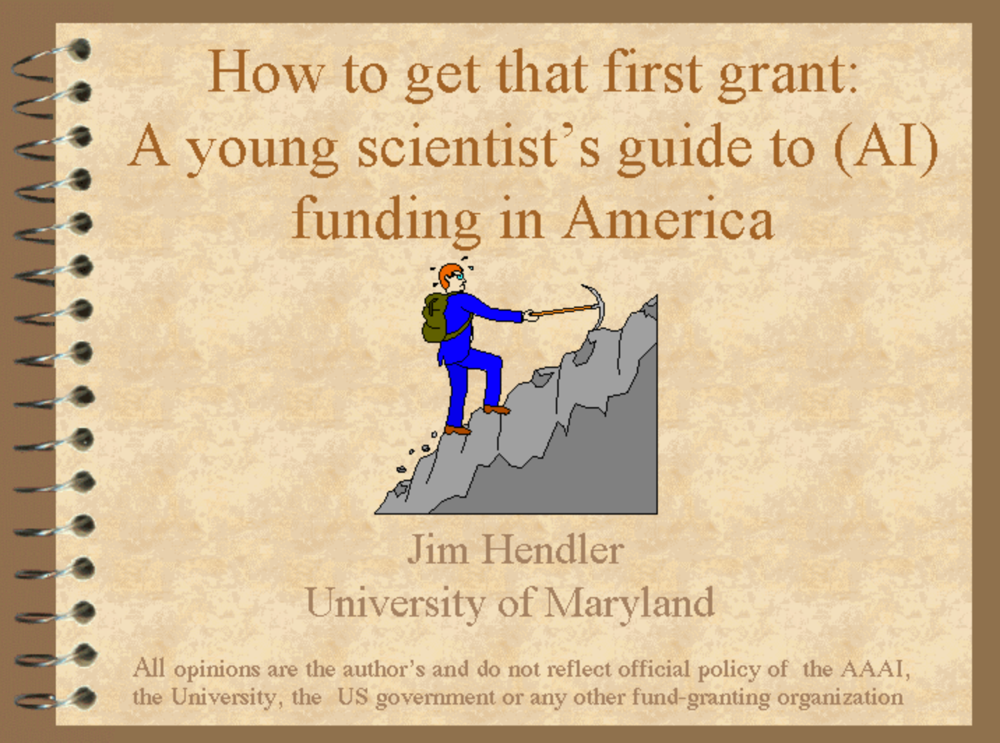 How to get that first grant:
A young scientist’s guide to (AI)
funding in America
Jim Hendler
University of Maryland
All opinions are the author’s and do not reflect official policy of the AAAI,
the University, the US government or any other fund-granting organization